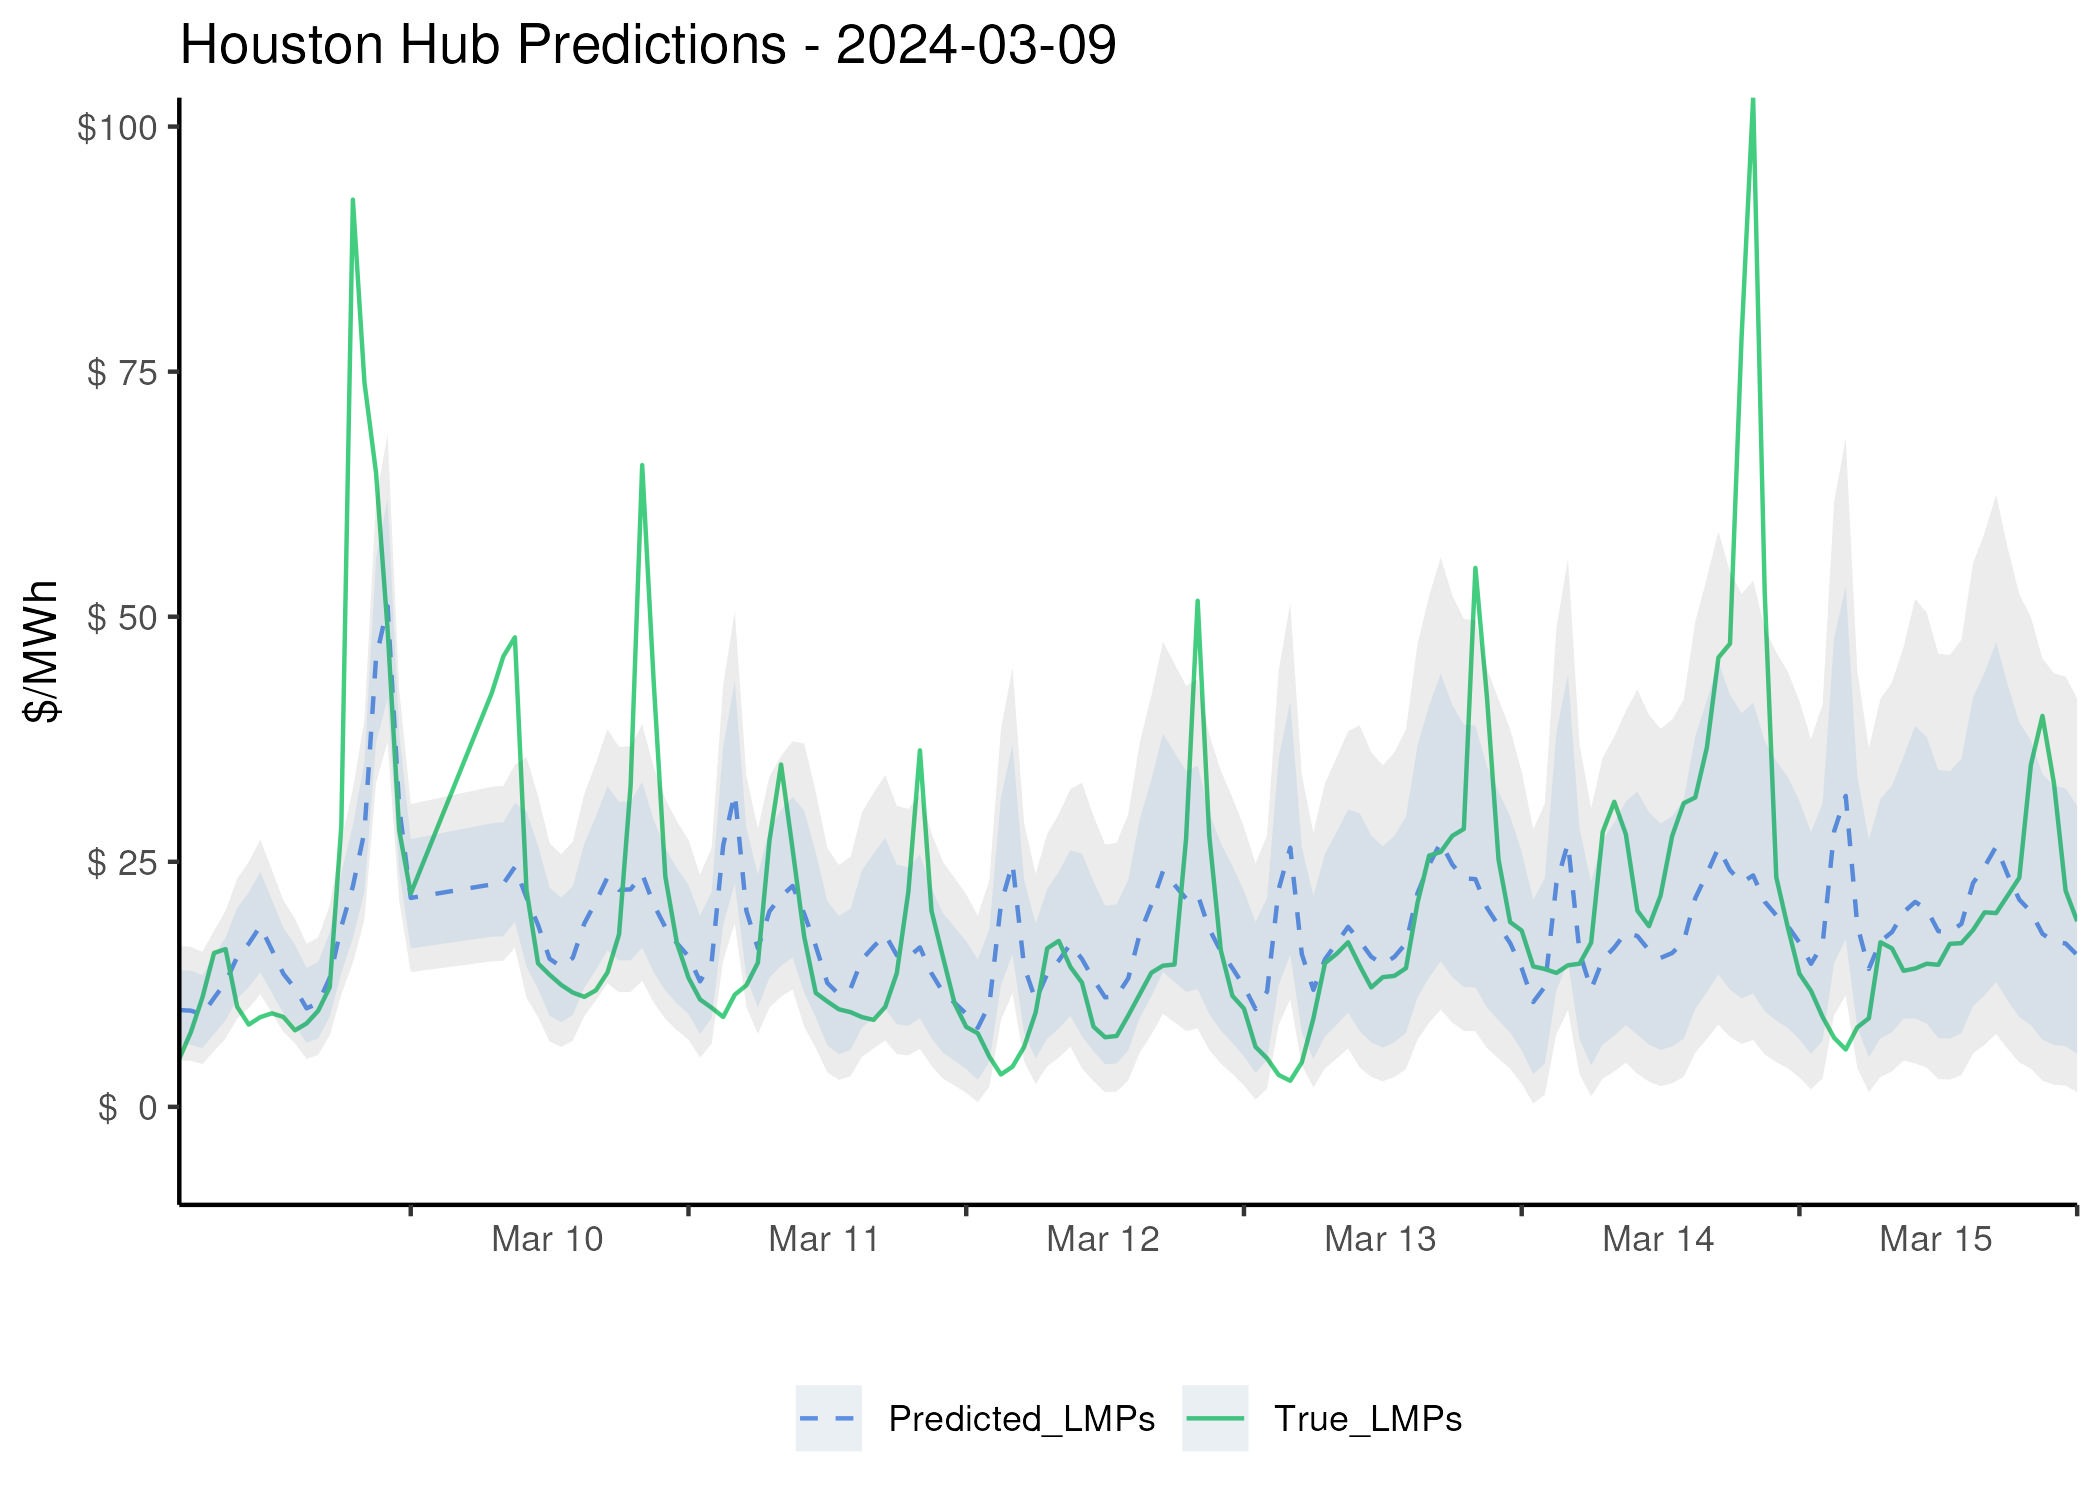 Houston Hub Predictions - 2024-03-09
$/MWh
$100
$ 75
$ 50
$ 25
$  0
Mar 10 Mar 11 Mar 12 Mar 13 Mar 14 Mar 15
Predicted_LMPs True_LMPs